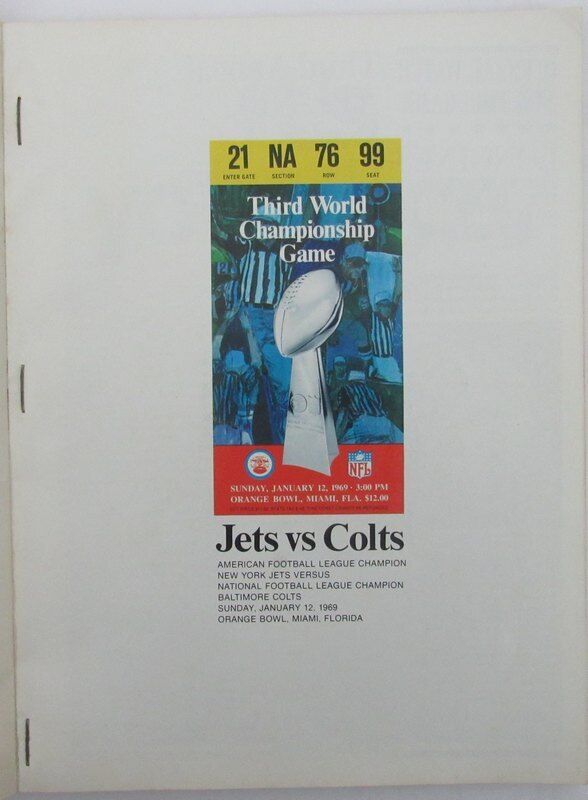 21 NA 76 99
ENTER GATE SECTION ROW SEAT
Third World
Championship
Game
NFL
SUNDAY, JANUARY 12, 1969 · 3:00 PM
ORANGE BOWL, MIAMI, FLA. $12.00
Jets vs Colts
AMERICAN FOOTBALL LEAGUE CHAMPION
NEW YORK JETS VERSUS
NATIONAL FOOTBALL LEAGUE CHAMPION
BALTIMORE COLTS
SUNDAY, JANUARY 12, 1969
ORANGE BOWL, MIAMI, FLORIDA